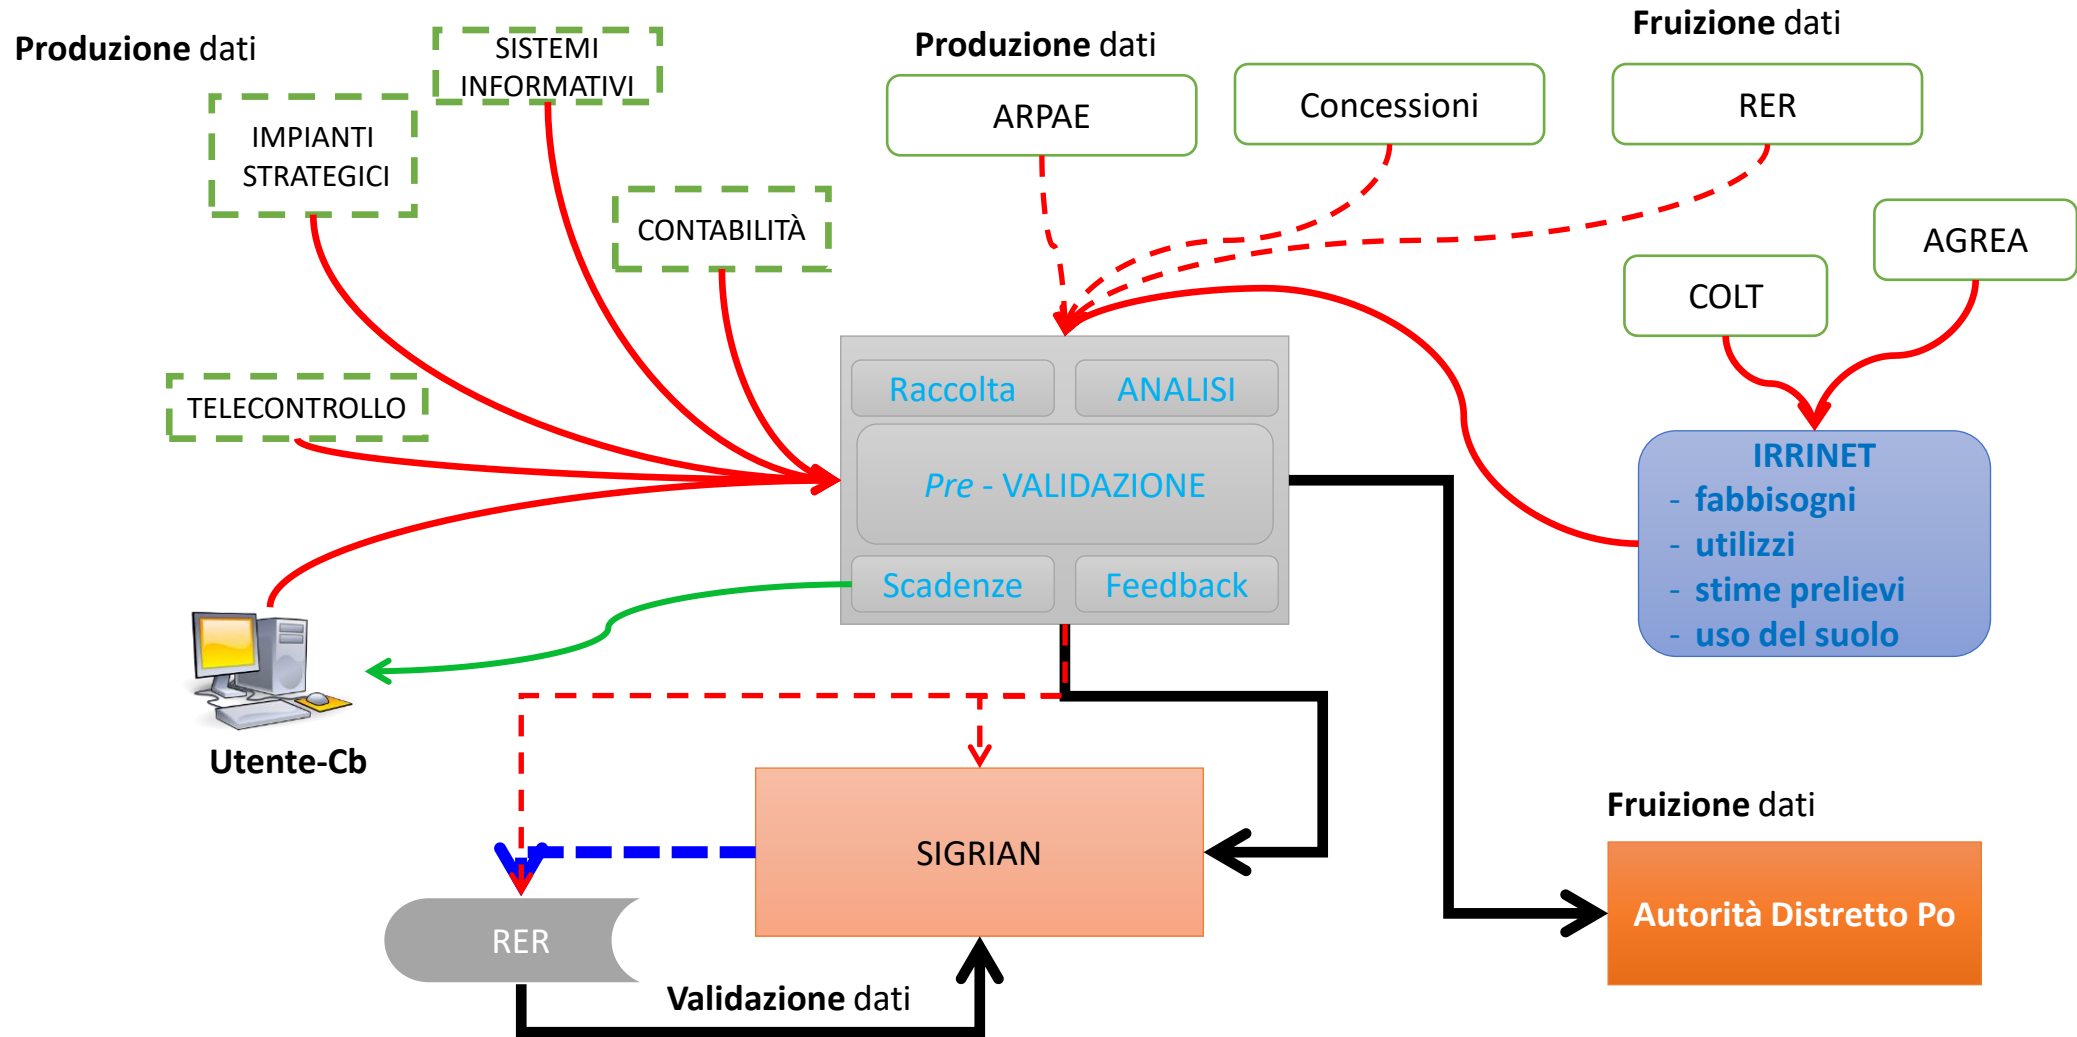 Produzione dati
SISTEMI
INFORMATIVI
IMPIANTI
STRATEGICI
CONTABILITÀ
TELECONTROLLO
Produzione dati
ARPAE
Concessioni
Fruizione dati
RER
AGREA
COLT
Raccolta
ANALISI
Pre - VALIDAZIONE
Scadenze
Feedback
IRRINET
- fabbisogni
- utilizzi
- stime prelievi
- uso del suolo
Utente-Cb
SIGRIAN
RER
Validazione dati
Fruizione dati
Autorità Distretto Po